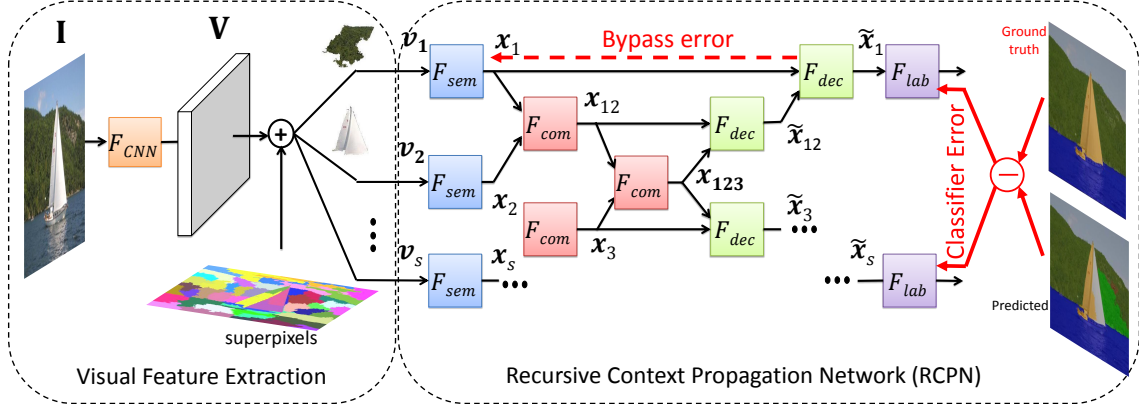 I
V
F_CNN
+
superpixels
Visual Feature Extraction
v_1
v_2
v_s
F_sem
F_sem
F_sem
x_1
x_2
x_s
Bypass error
F_com
x_12
F_com
x_123
F_com
x_3
F_dec
x̃_1
F_dec
x̃_12
F_dec
x̃_3
x̃_s
F_lab
F_lab
Classifier Error
Ground
truth
−
Predicted
Recursive Context Propagation Network (RCPN)